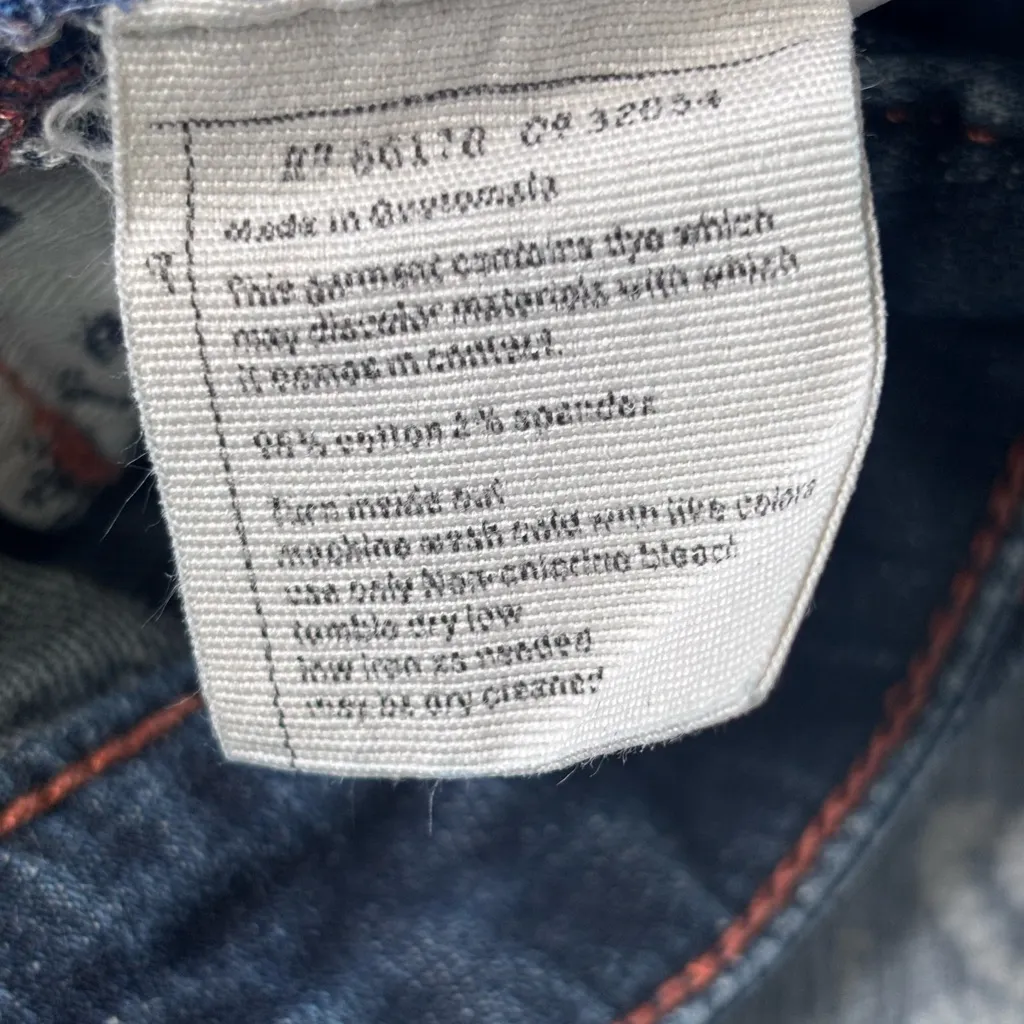 RN 66170 CA 32054
Made in Guatemala
This garment contains dye which
may discolor materials with which
it comes in contact.
98% cotton 2% spandex
turn inside out
machine wash cold with like colors
use only Non-chlorine bleach
tumble dry low
low iron as needed
may be dry cleaned